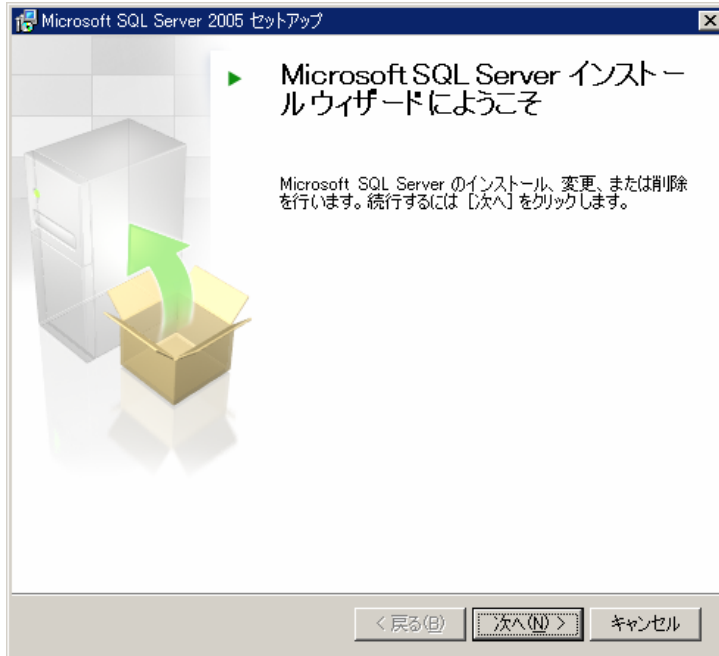 Microsoft SQL Server 2005 セットアップ
Microsoft SQL Server インストー
ル ウィザードにようこそ
Microsoft SQL Server のインストール、変更、または削除
を行います。続行するには [次へ] をクリックします。
< 戻る(B)
次へ(N) >
キャンセル